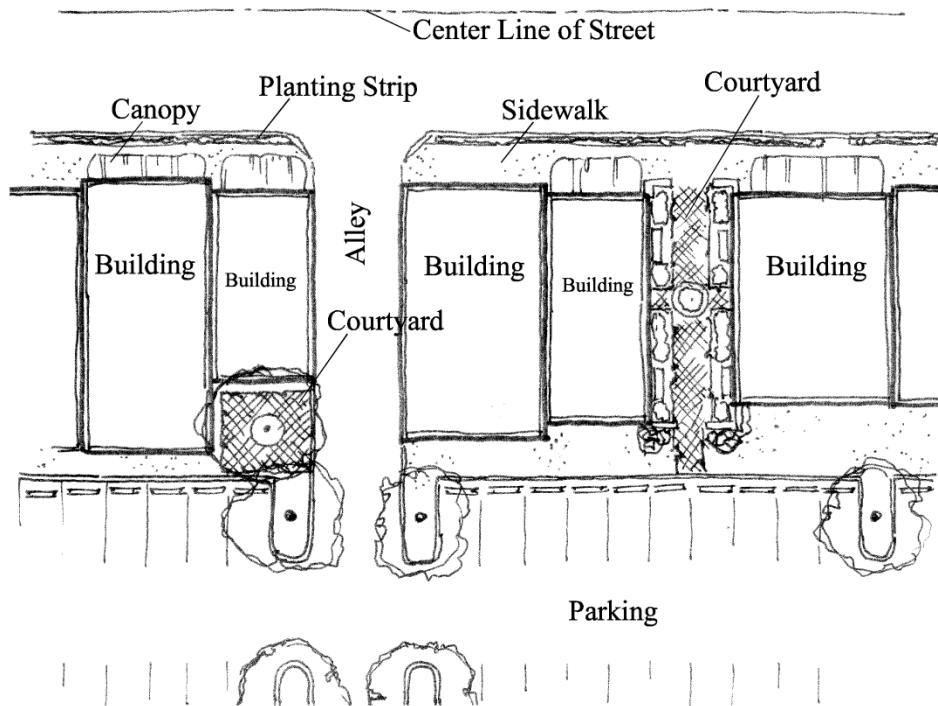 Center Line of Street
Courtyard
Planting Strip
Canopy
Sidewalk
Alley
Building
Building
Building
Building
Building
Courtyard
Parking